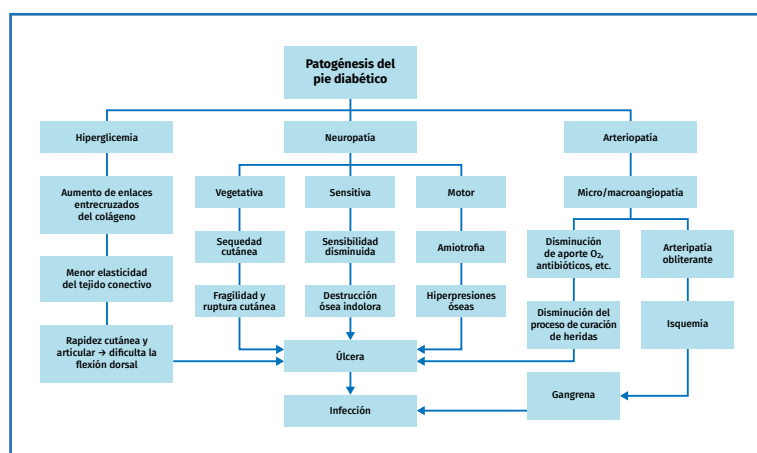 Patogénesis del
pie diabético
Hiperglicemia
Neuropatía
Arteriopatía
Aumento de enlaces
entrecruzados
del colágeno
Vegetativa
Sensitiva
Motor
Micro/macroangiopatía
Sequedad
cutánea
Sensibilidad
disminuida
Amiotrofia
Disminución
de aporte O₂,
antibióticos, etc.
Arteripatía
obliterante
Menor elasticidad
del tejido conectivo
Fragilidad y
ruptura cutánea
Destrucción
ósea indolora
Hiperpresiones
óseas
Disminución del
proceso de curación
de heridas
Isquemia
Rapidez cutánea y
articular → dificulta la
flexión dorsal
Úlcera
Gangrena
Infección